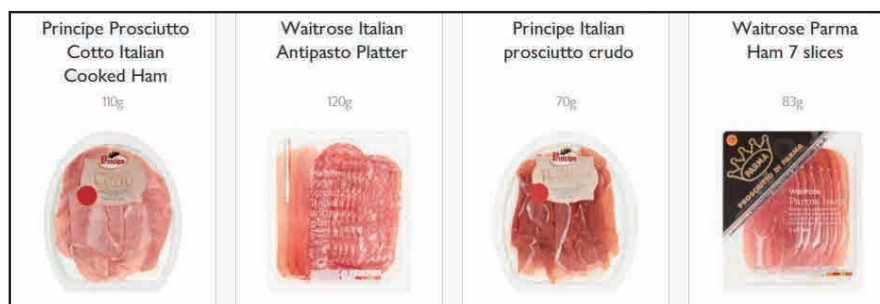 Principe Prosciutto
Cotto Italian
Cooked Ham
110g
Waitrose Italian
Antipasto Platter
120g
Principe Italian
prosciutto crudo
70g
Waitrose Parma
Ham 7 slices
83g
Principe
Principe
PARMA
PROSCIUTTO DI PARMA
Waitrose
Parma Ham